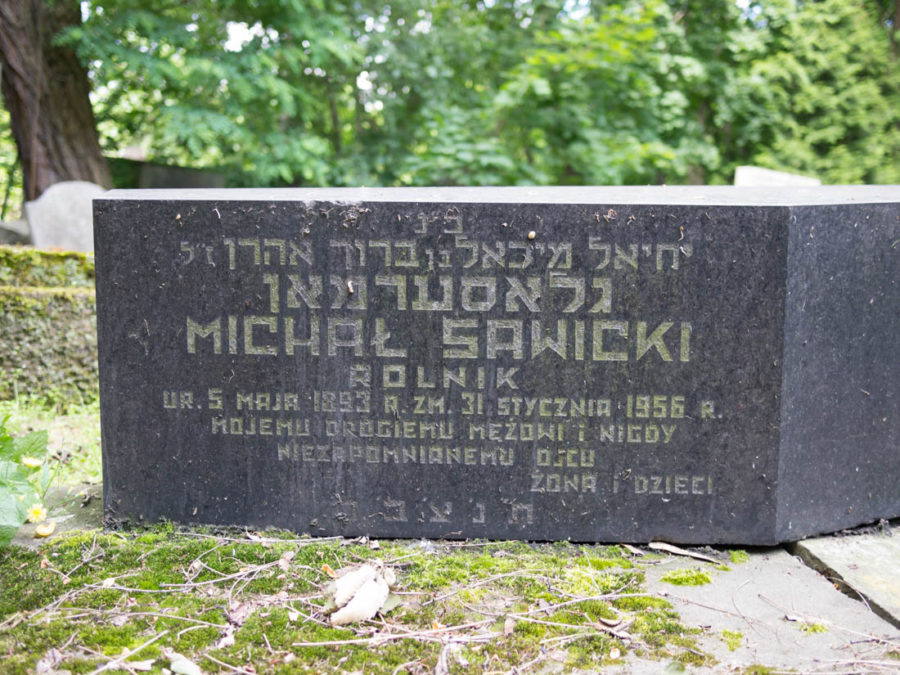 פ״נ
יחיאל מיכאל בן ברוך אהרן ז״ל
גלאסערמאן
MICHAŁ SAWICKI
ROLNIK
UR. 5 MAJA 1893 R. ZM. 31 STYCZNIA 1956 R.
MOJEMU DROGIEMU MĘŻOWI I NIGDY
NIEZAPOMNIANEMU OJCU
ŻONA I DZIECI
ת נ צ ב ה